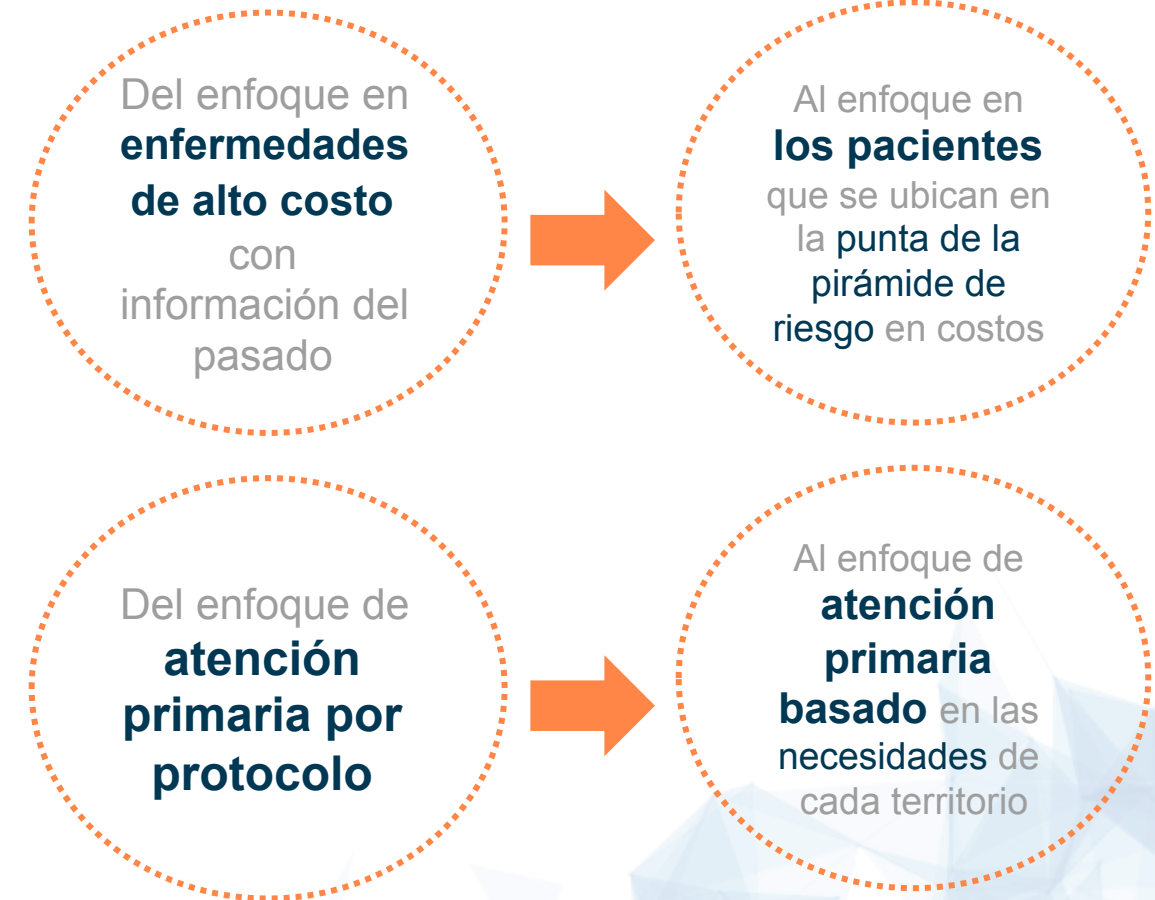 Del enfoque en
enfermedades
de alto costo
con
información del
pasado
Al enfoque en
los pacientes
que se ubican en
la punta de la
pirámide de
riesgo en costos
Del enfoque de
atención
primaria por
protocolo
Al enfoque de
atención
primaria
basado en las
necesidades de
cada territorio